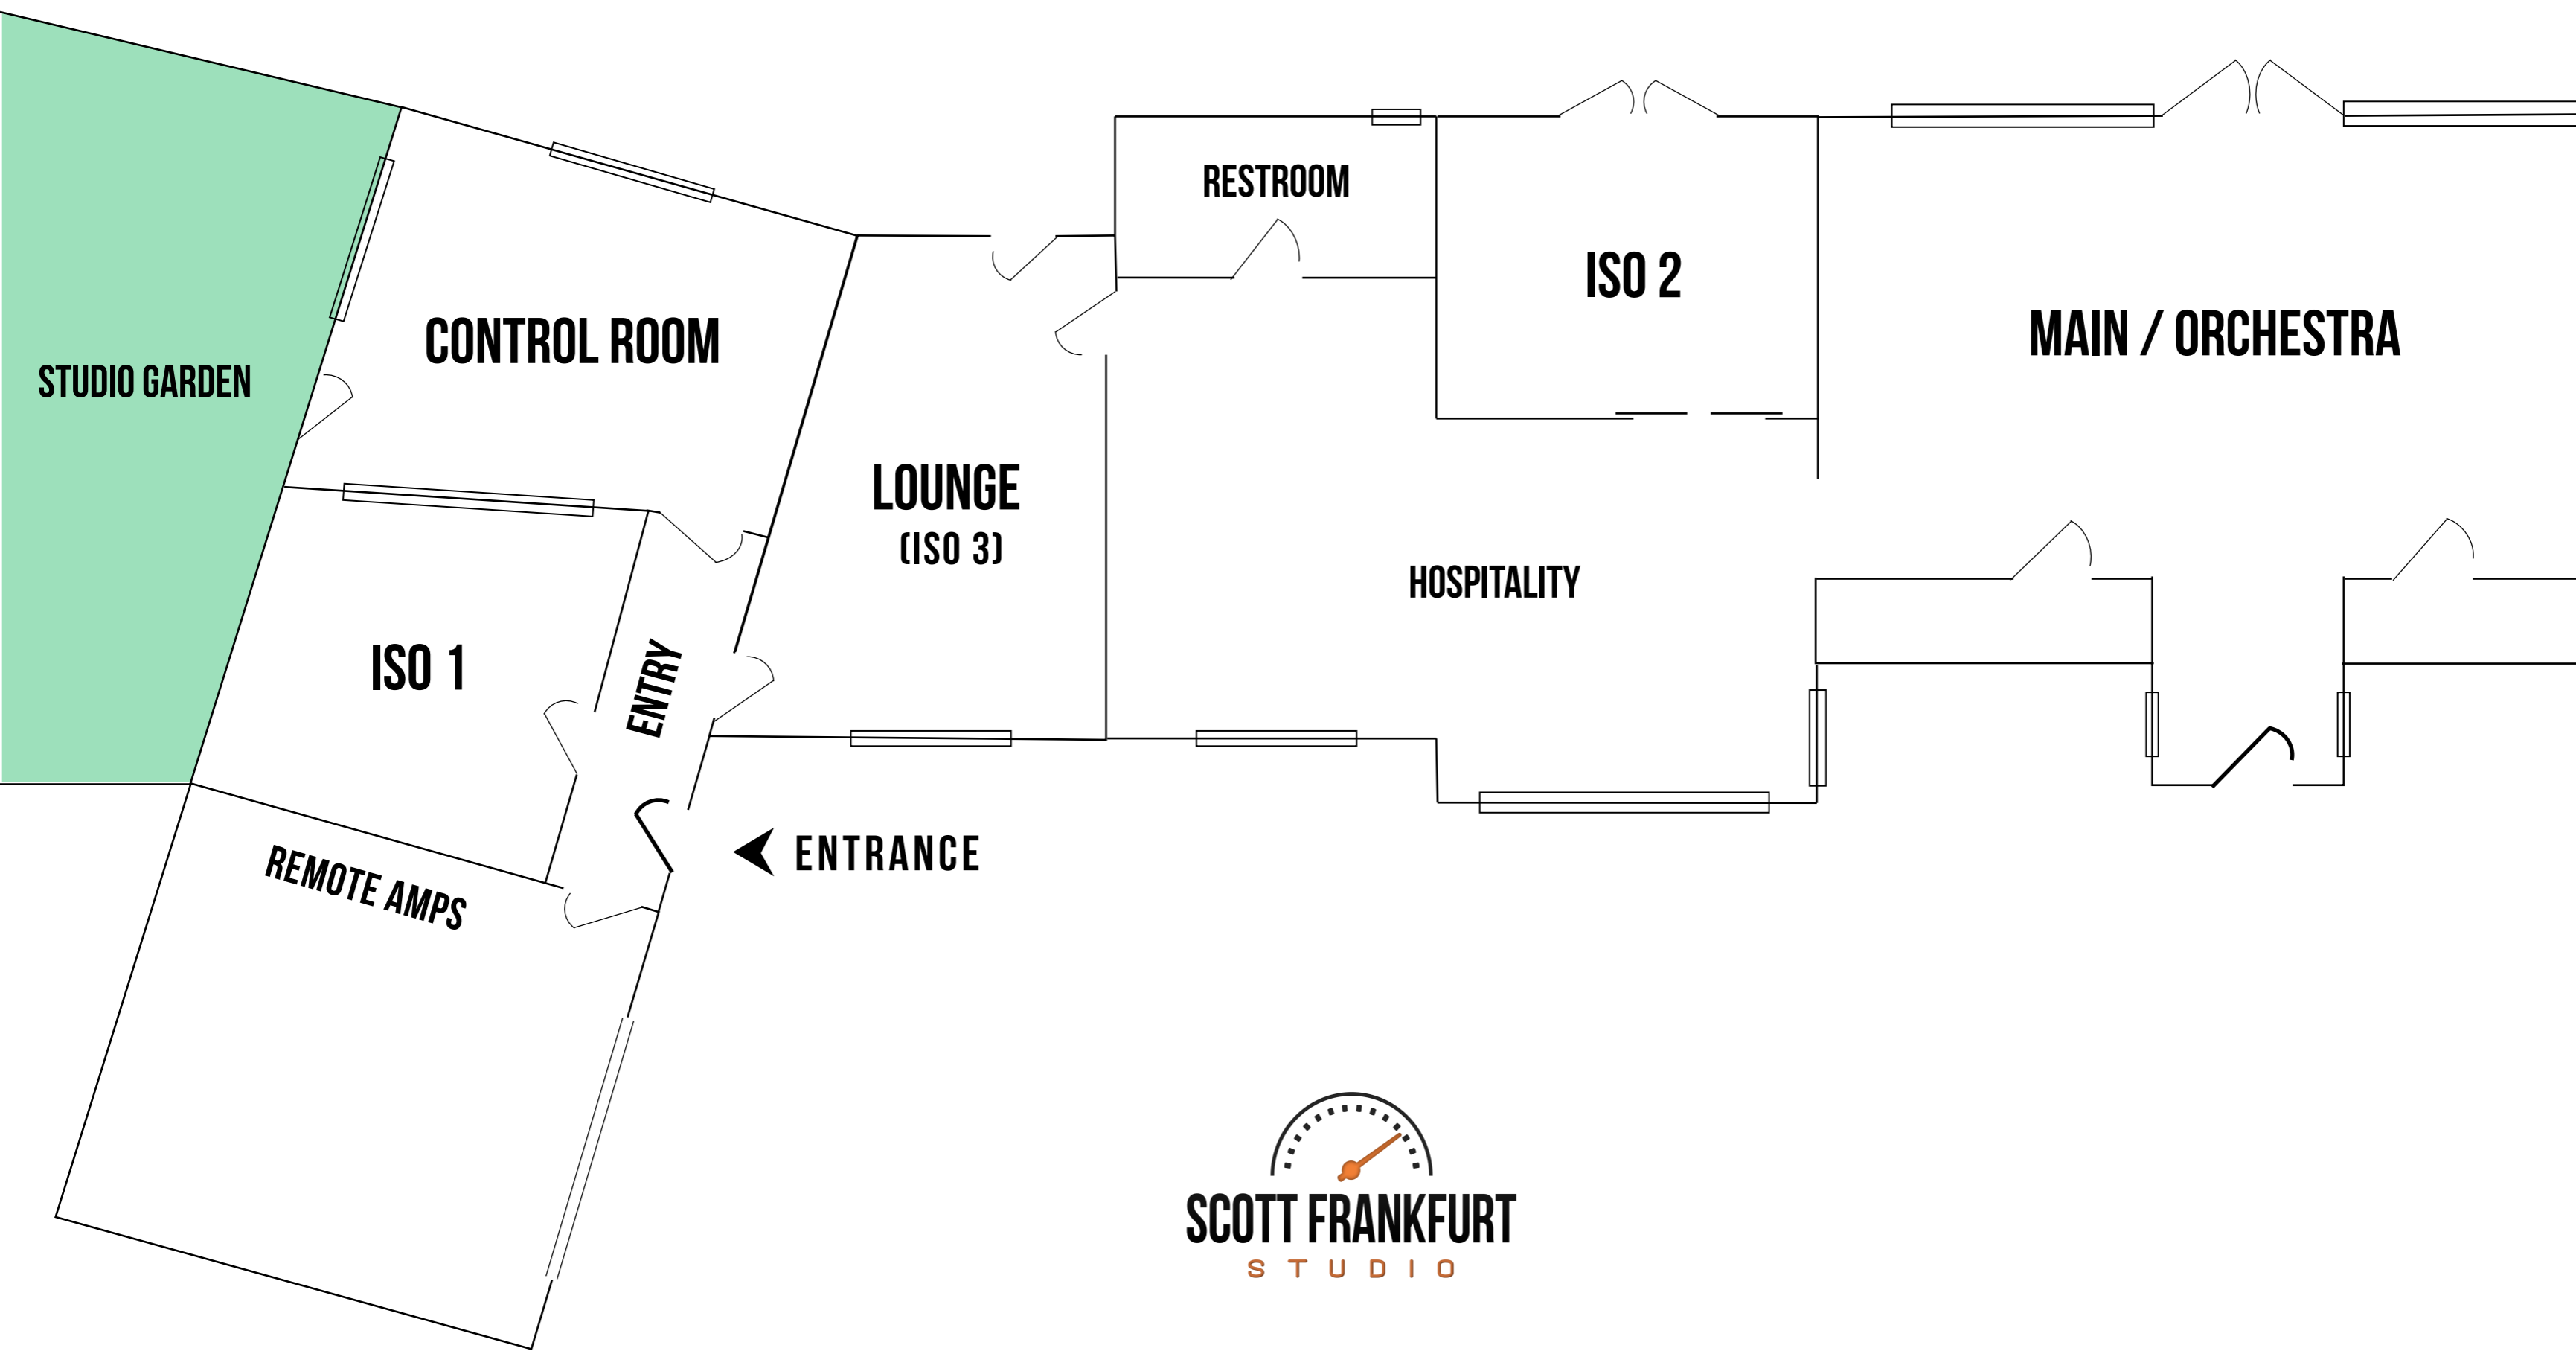 RESTROOM
ISO 2
MAIN / ORCHESTRA
CONTROL ROOM
STUDIO GARDEN
LOUNGE
(ISO 3)
HOSPITALITY
ISO 1
ENTRY
ENTRANCE
REMOTE AMPS
SCOTT FRANKFURT
STUDIO